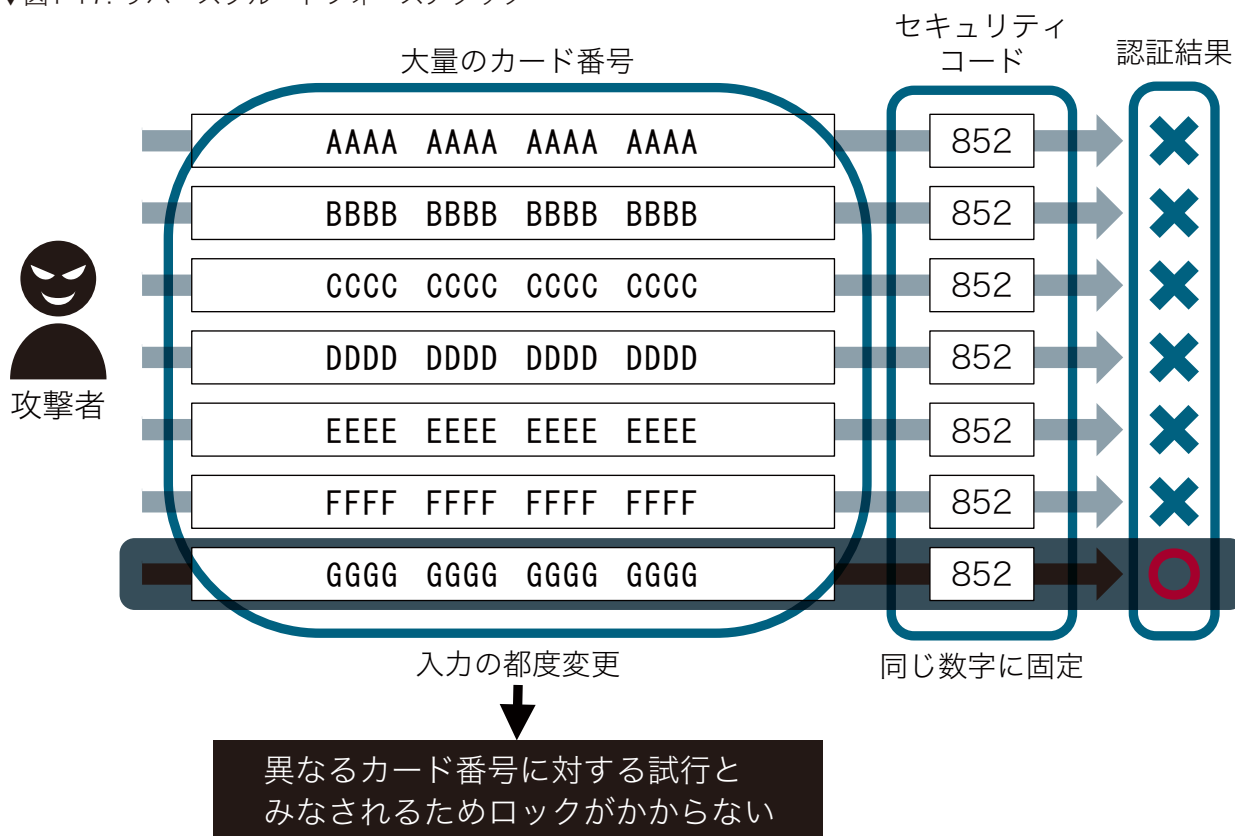 大量のカード番号
セキュリティ
コード
認証結果
AAAA AAAA AAAA AAAA
852
BBBB BBBB BBBB BBBB
852
CCCC CCCC CCCC CCCC
852
DDDD DDDD DDDD DDDD
852
EEEE EEEE EEEE EEEE
852
FFFF FFFF FFFF FFFF
852
GGGG GGGG GGGG GGGG
852
攻撃者
入力の都度変更
同じ数字に固定
異なるカード番号に対する試行と
みなされるためロックがかからない